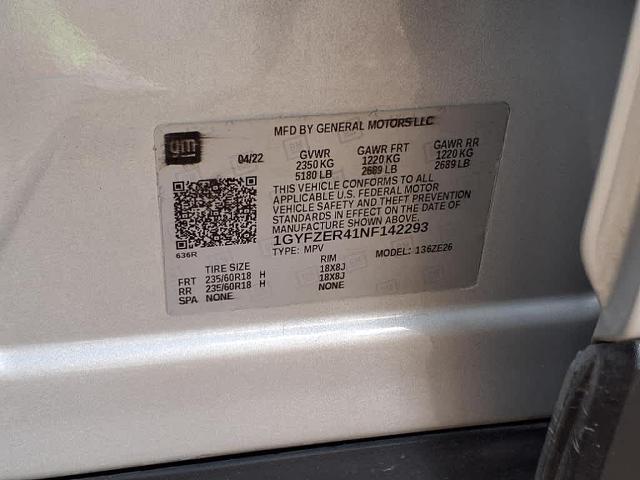 MFD BY GENERAL MOTORS LLC
gm
04/22 GVWR GAWR FRT GAWR RR
2350 KG 1220 KG 1220 KG
5180 LB 2689 LB 2689 LB
THIS VEHICLE CONFORMS TO ALL
APPLICABLE U.S. FEDERAL MOTOR
VEHICLE SAFETY AND THEFT PREVENTION
STANDARDS IN EFFECT ON THE DATE OF
MANUFACTURE SHOWN ABOVE.
1GYFZER41NF142293
636R TYPE: MPV MODEL: 136ZE26
TIRE SIZE RIM
FRT 235/60R18 H 18X8J
RR 235/60R18 H 18X8J
SPA NONE NONE